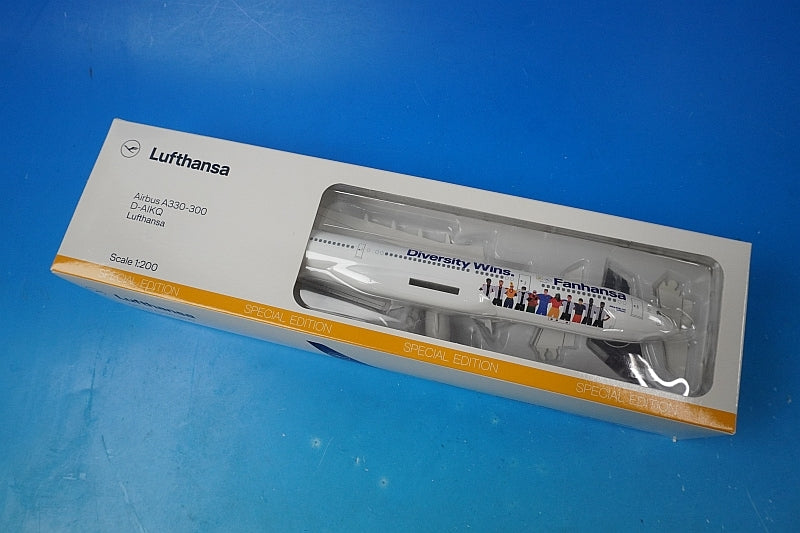 Lufthansa
Airbus A330-300
D-AIKQ
Lufthansa
Scale 1:200
Diversity Wins.
Fanhansa
SPECIAL EDITION
SPECIAL EDITION
SPECIAL EDITION
SPECIAL EDITION
Lufthansa